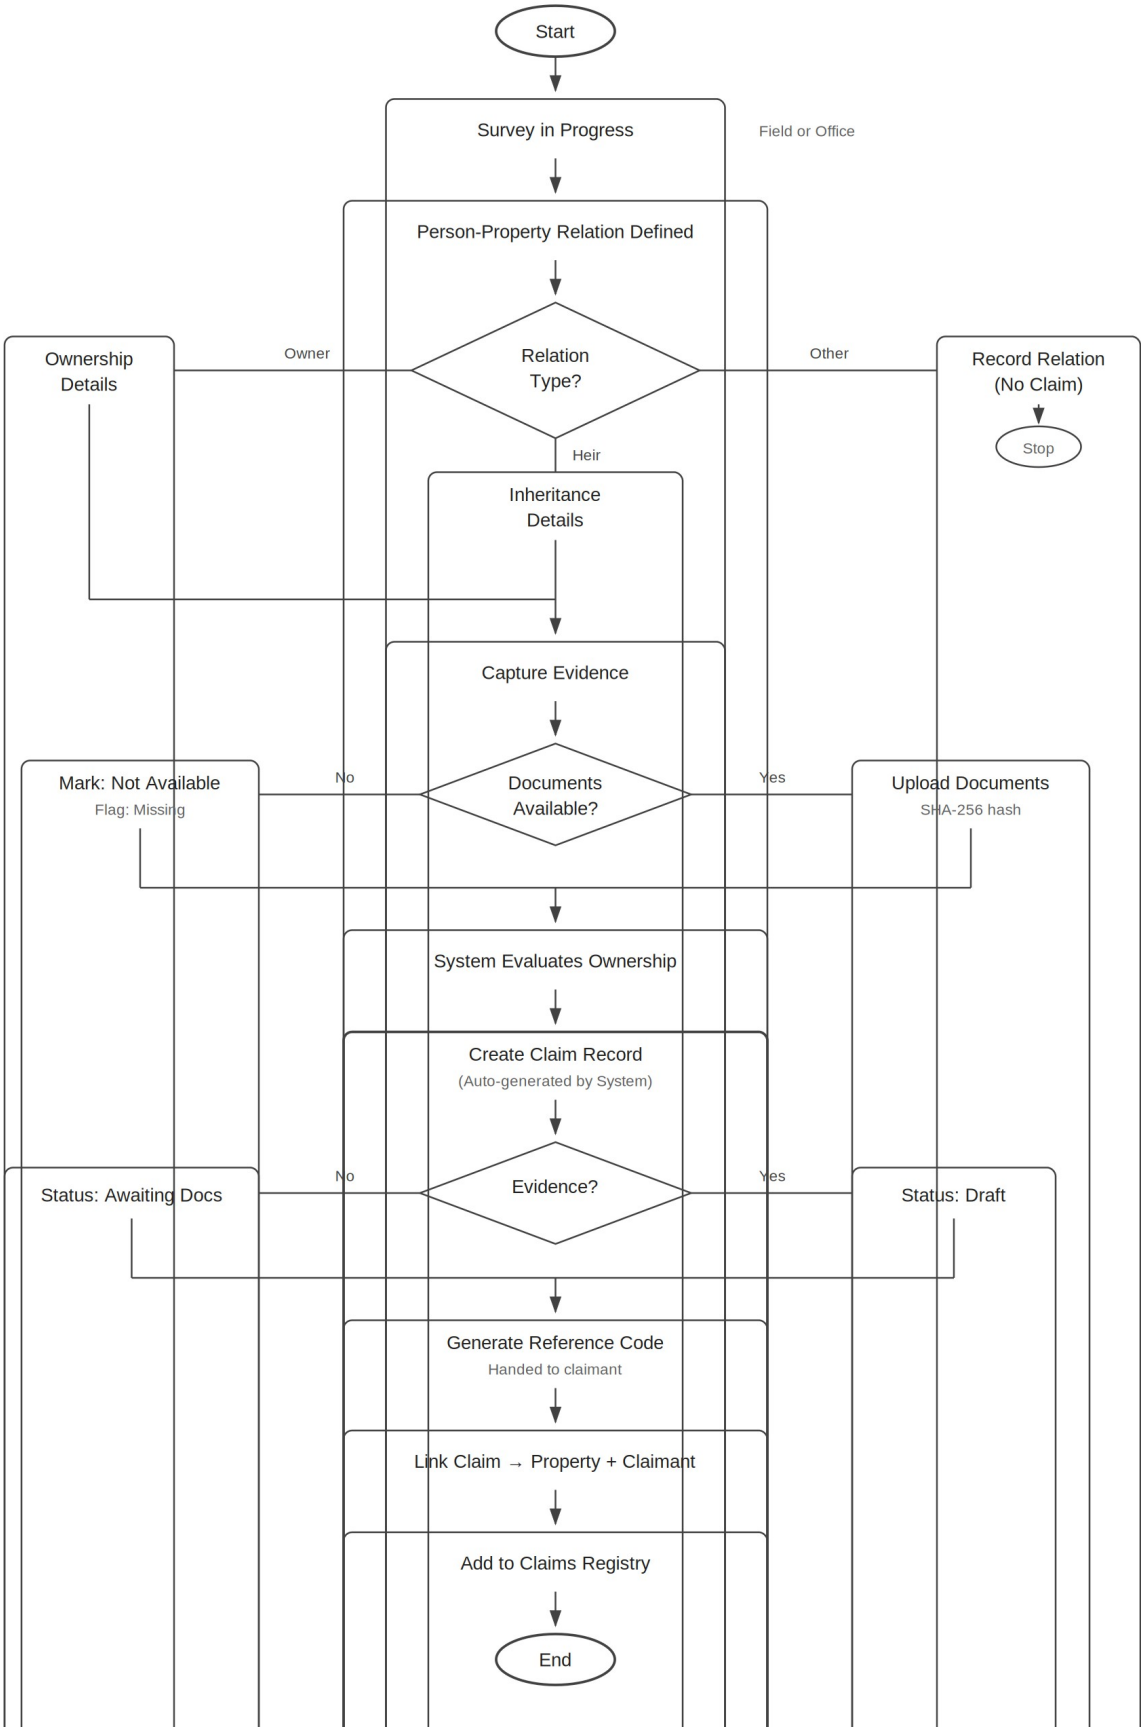 Start
Survey in Progress
Field or Office
Person-Property Relation Defined
Owner
Relation
Type?
Other
Ownership
Details
Record Relation
(No Claim)
Stop
Heir
Inheritance
Details
Capture Evidence
Mark: Not Available
Flag: Missing
No
Documents
Available?
Yes
Upload Documents
SHA-256 hash
System Evaluates Ownership
Create Claim Record
(Auto-generated by System)
Status: Awaiting Docs
No
Evidence?
Yes
Status: Draft
Generate Reference Code
Handed to claimant
Link Claim → Property + Claimant
Add to Claims Registry
End